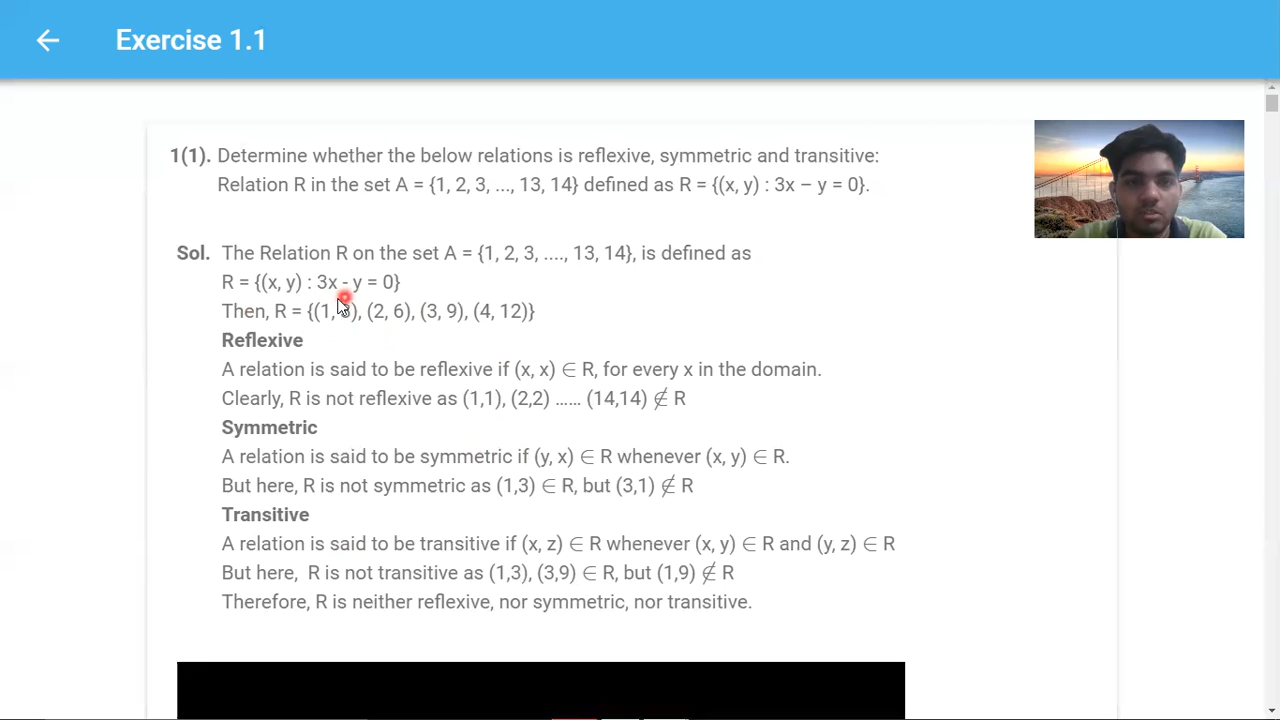 Exercise 1.1
1(1). Determine whether the below relations is reflexive, symmetric and transitive:
Relation R in the set A = {1, 2, 3, ..., 13, 14} defined as R = {(x, y) : 3x – y = 0}.
Sol. The Relation R on the set A = {1, 2, 3, ...., 13, 14}, is defined as
R = {(x, y) : 3x - y = 0}
Then, R = {(1, 3), (2, 6), (3, 9), (4, 12)}
Reflexive
A relation is said to be reflexive if (x, x) ∈ R, for every x in the domain.
Clearly, R is not reflexive as (1,1), (2,2) ...... (14,14) ∉ R
Symmetric
A relation is said to be symmetric if (y, x) ∈ R whenever (x, y) ∈ R.
But here, R is not symmetric as (1,3) ∈ R, but (3,1) ∉ R
Transitive
A relation is said to be transitive if (x, z) ∈ R whenever (x, y) ∈ R and (y, z) ∈ R
But here,  R is not transitive as (1,3), (3,9) ∈ R, but (1,9) ∉ R
Therefore, R is neither reflexive, nor symmetric, nor transitive.